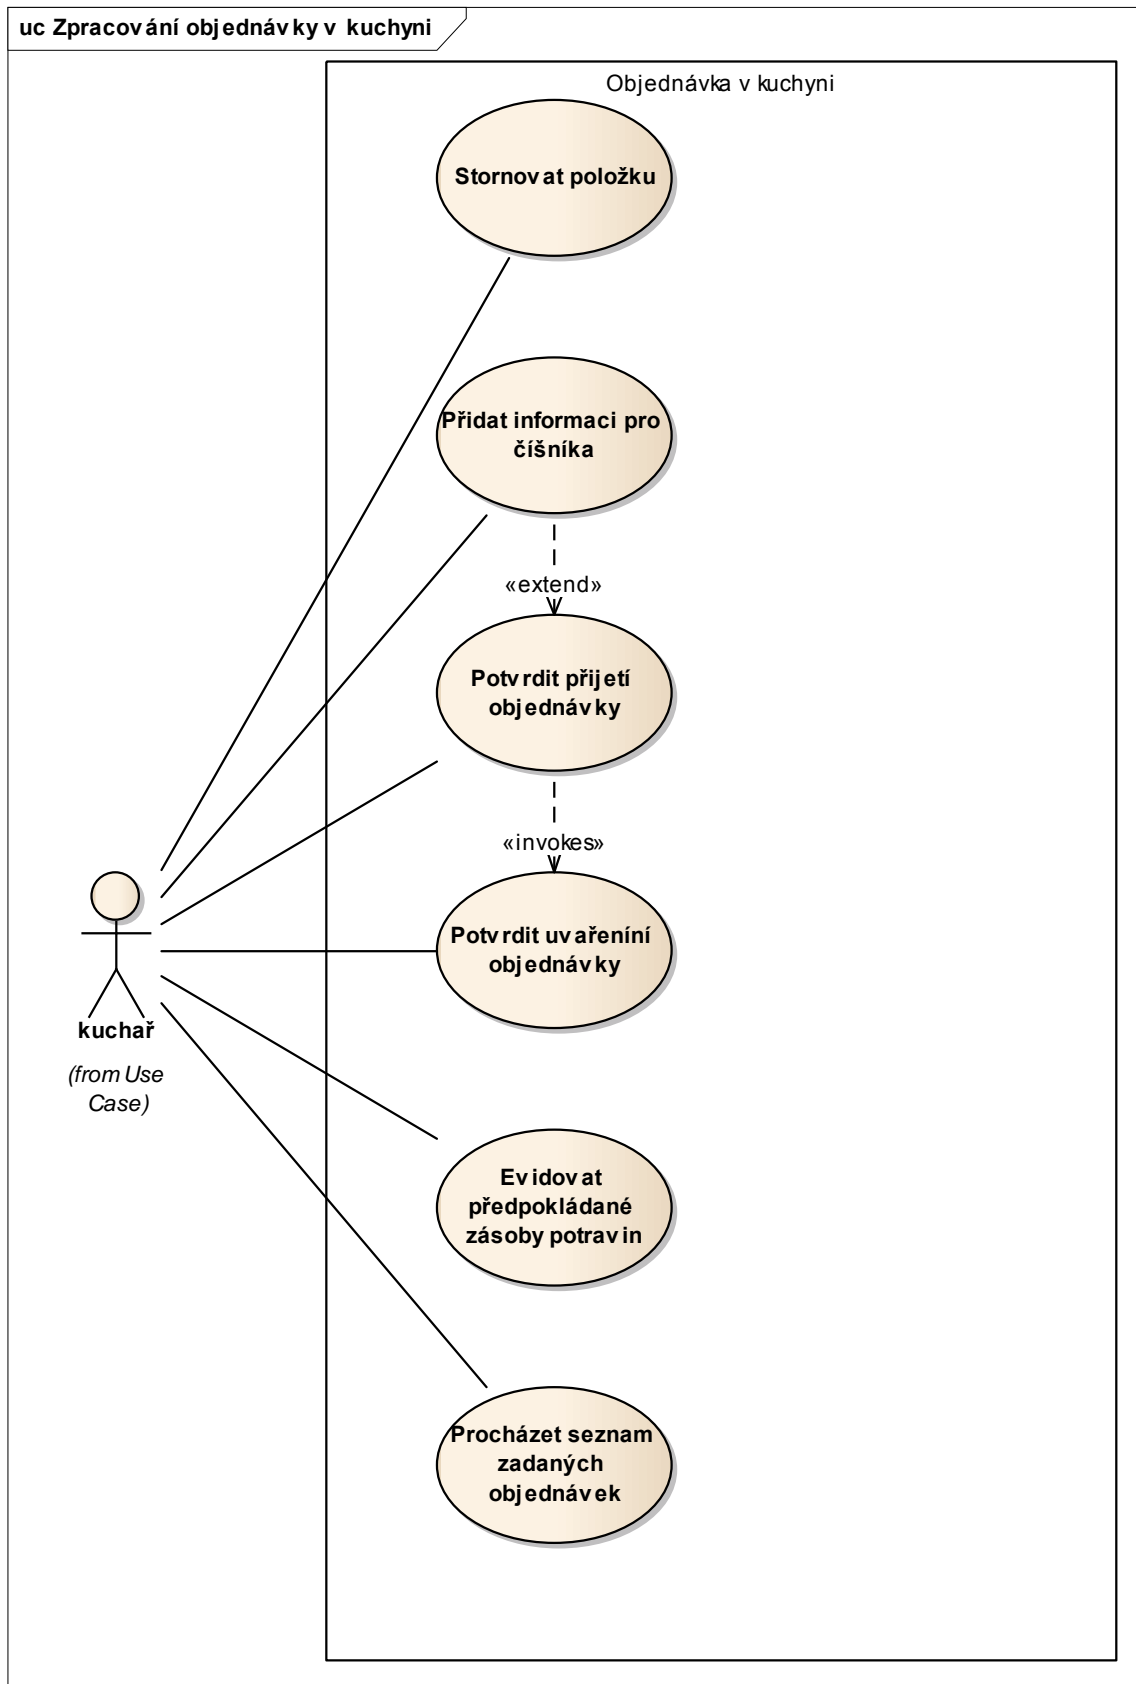 uc Zpracování objednávky v kuchyni
Objednávka v kuchyni
Stornovat položku
Přidat informaci pro
číšníka
«extend»
Potvrdit přijetí
objednávky
«invokes»
Potvrdit uvařeníní
objednávky
kuchař
(from Use
Case)
Evidovat
předpokládané
zásoby potravin
Procházet seznam
zadaných
objednávek